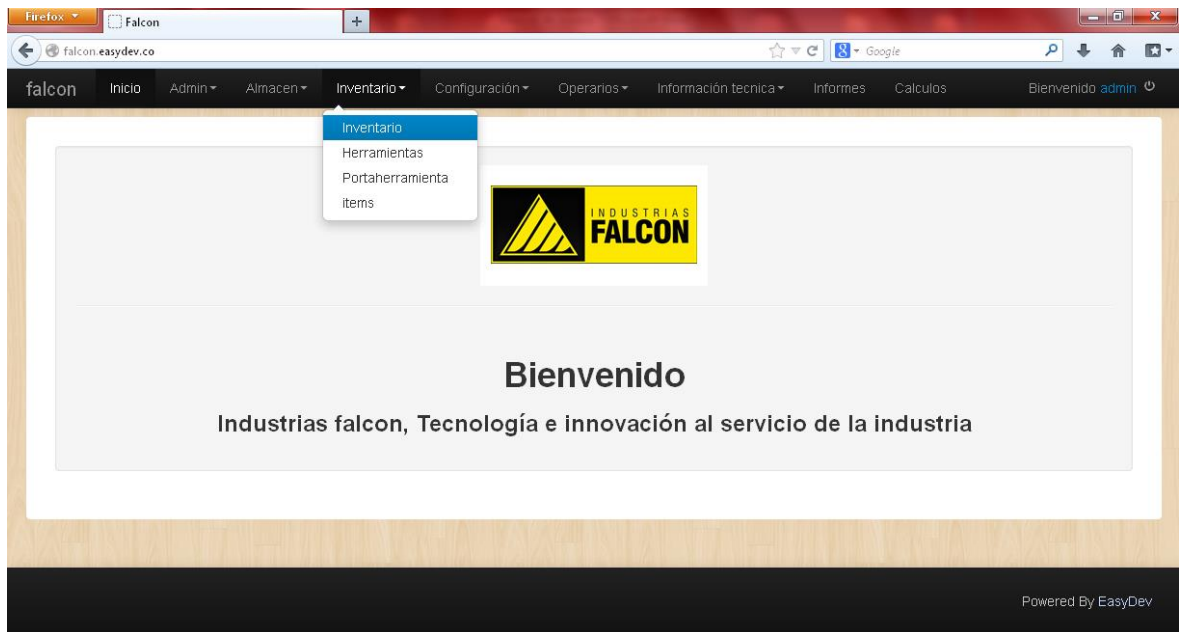 Firefox
Falcon
falcon.easydev.co
Google
falcon Inicio Admin Almacen Inventario Configuración Operarios Información tecnica Informes Calculos Bienvenido admin
Inventario
Herramientas
Portaherramienta
items
INDUSTRIAS
FALCON
Bienvenido
Industrias falcon, Tecnología e innovación al servicio de la industria
Powered By EasyDev